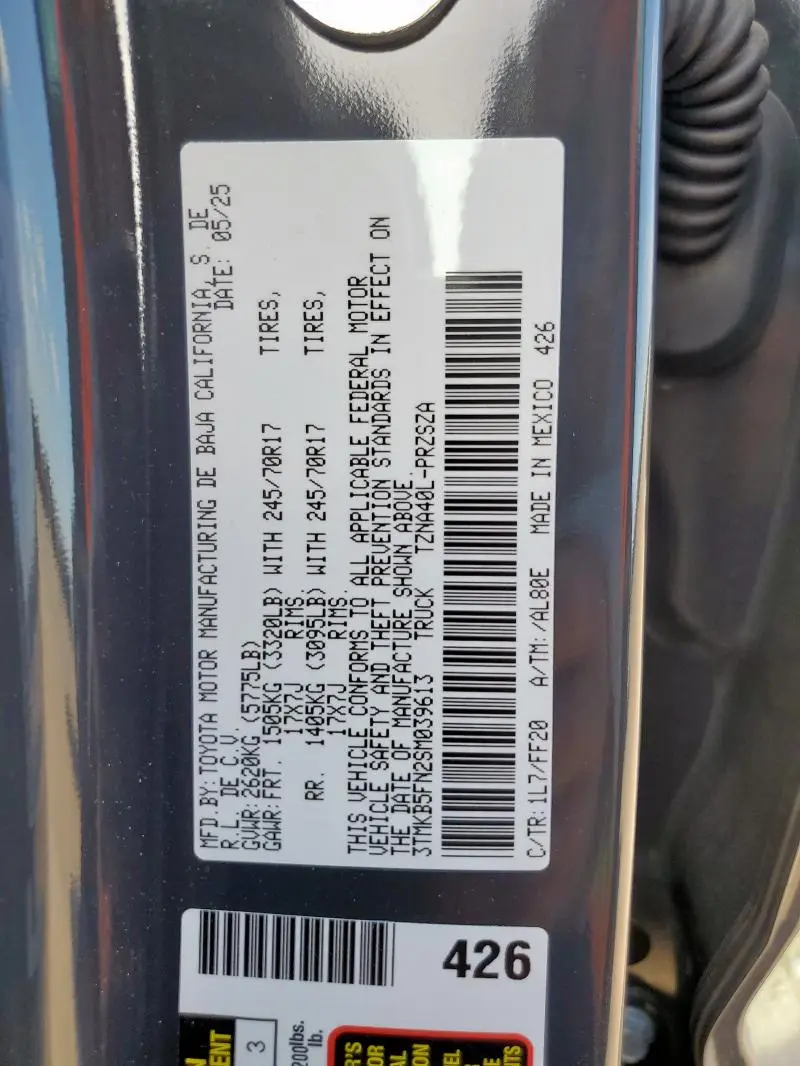 MFD.BY:TOYOTA MOTOR MANUFACTURING DE BAJA CALIFORNIA, S. DE
R.L. DE C.V. DATE: 05/25
GVWR:2620KG (5775LB)
GAWR:FRT. 1505KG (3320LB) WITH 245/70R17 TIRES,
17X7J RIMS.
RR. 1405KG (3095LB) WITH 245/70R17 TIRES,
17X7J RIMS.
THIS VEHICLE CONFORMS TO ALL APPLICABLE FEDERAL MOTOR
VEHICLE SAFETY AND THEFT PREVENTION STANDARDS IN EFFECT ON
THE DATE OF MANUFACTURE SHOWN ABOVE.
3TMKB5FN2SM039613 TRUCK TZNA40L-PRZSZA
C/TR:1L7/FF20 A/TM:/AL80E MADE IN MEXICO 426
426
3
200lbs.
lb.